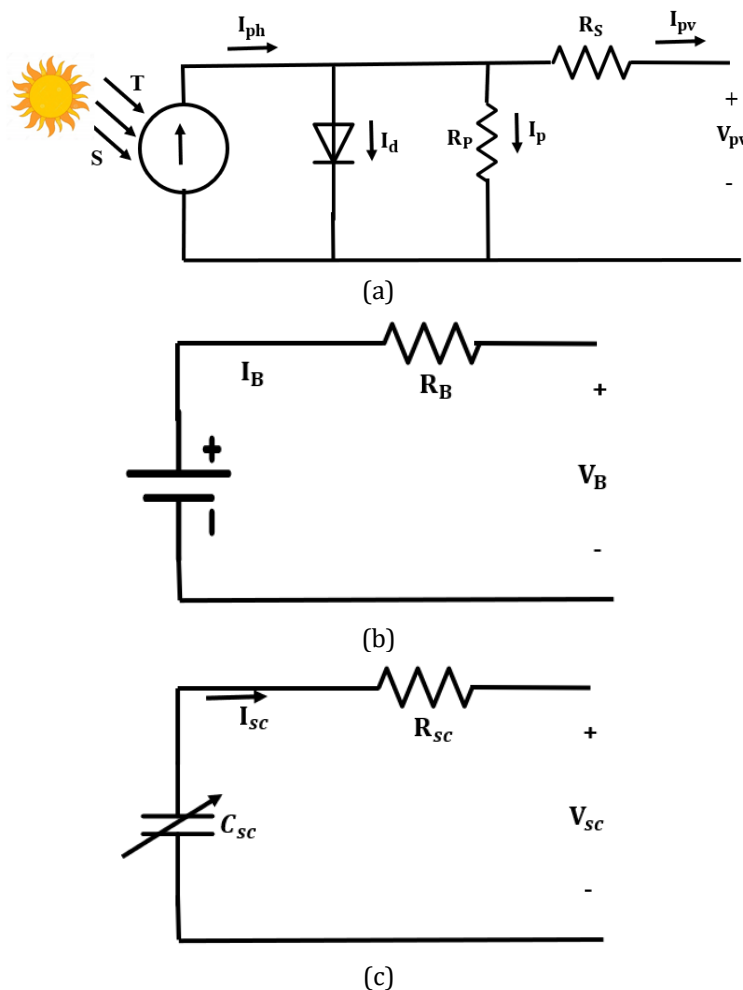 I_ph R_S I_pv
T
S
I_d R_P I_p
+
V_pv
-
(a)
I_B R_B
+
+
V_B
-
(b)
I_sc R_sc
+
C_sc V_sc
-
(c)